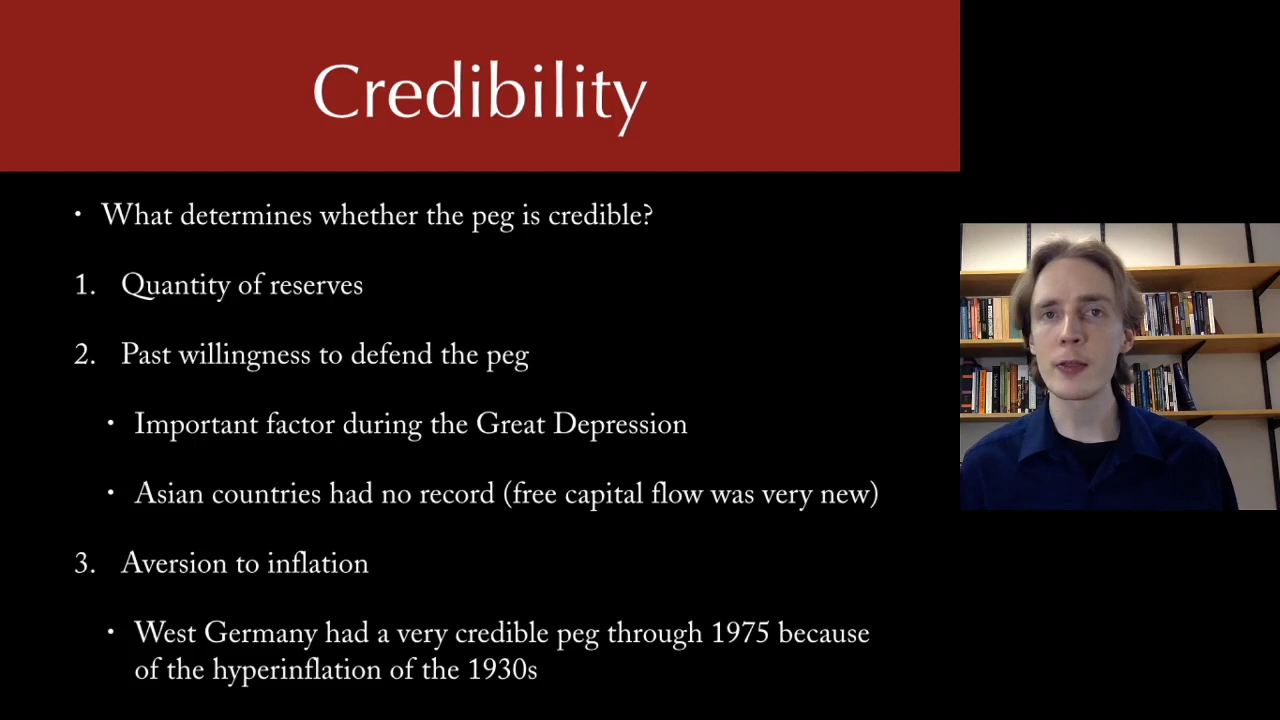 Credibility
• What determines whether the peg is credible?
1. Quantity of reserves
2. Past willingness to defend the peg
• Important factor during the Great Depression
• Asian countries had no record (free capital flow was very new)
3. Aversion to inflation
• West Germany had a very credible peg through 1975 because
of the hyperinflation of the 1930s